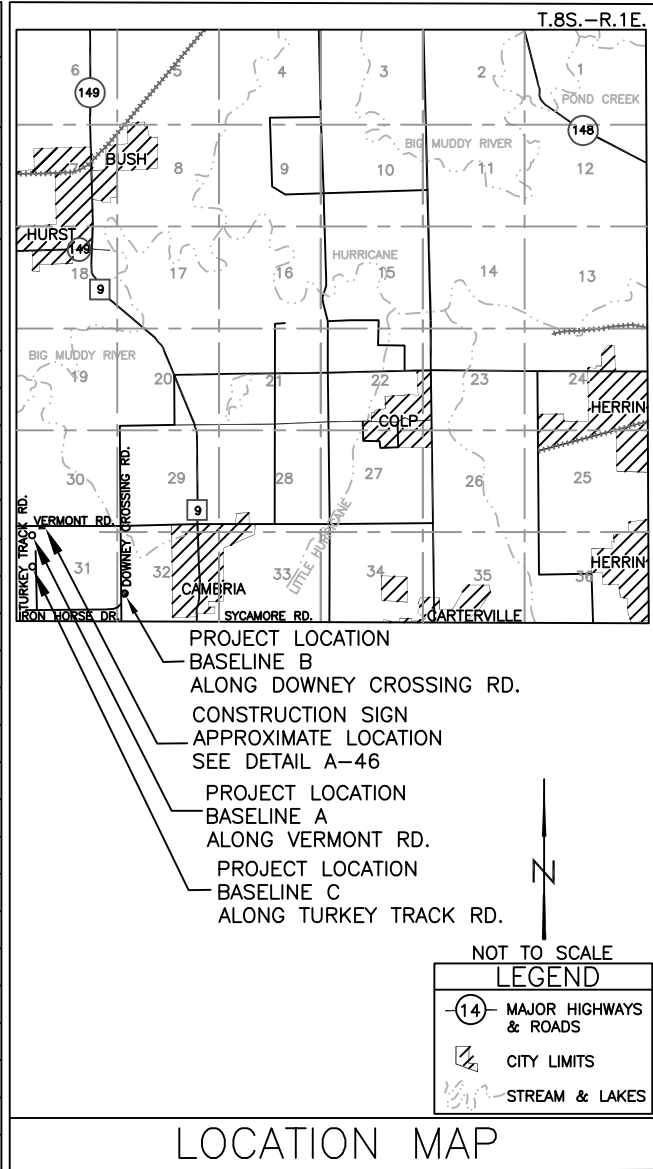 T.8S.-R.1E.
6
5
4
3
2
1
149
POND CREEK
148
BIG MUDDY RIVER
7
BUSH
8
9
10
11
12
HURST
149
HURRICANE
18
17
16
15
14
13
9
BIG MUDDY RIVER
19
20
21
22
23
24
HERRIN
COLP
30
29
28
27
26
25
DOWNEY CROSSING RD.
9
TURKEY TRACK RD.
VERMONT RD.
LITTLE HURRICANE
31
32
33
34
35
36
HERRIN
CAMBRIA
IRON HORSE DR.
SYCAMORE RD.
CARTERVILLE
PROJECT LOCATION
BASELINE B
ALONG DOWNEY CROSSING RD.
CONSTRUCTION SIGN
APPROXIMATE LOCATION
SEE DETAIL A-46
PROJECT LOCATION
BASELINE A
ALONG VERMONT RD.
PROJECT LOCATION
BASELINE C
ALONG TURKEY TRACK RD.
N
NOT TO SCALE
LEGEND
14 MAJOR HIGHWAYS
& ROADS
CITY LIMITS
STREAM & LAKES
LOCATION MAP